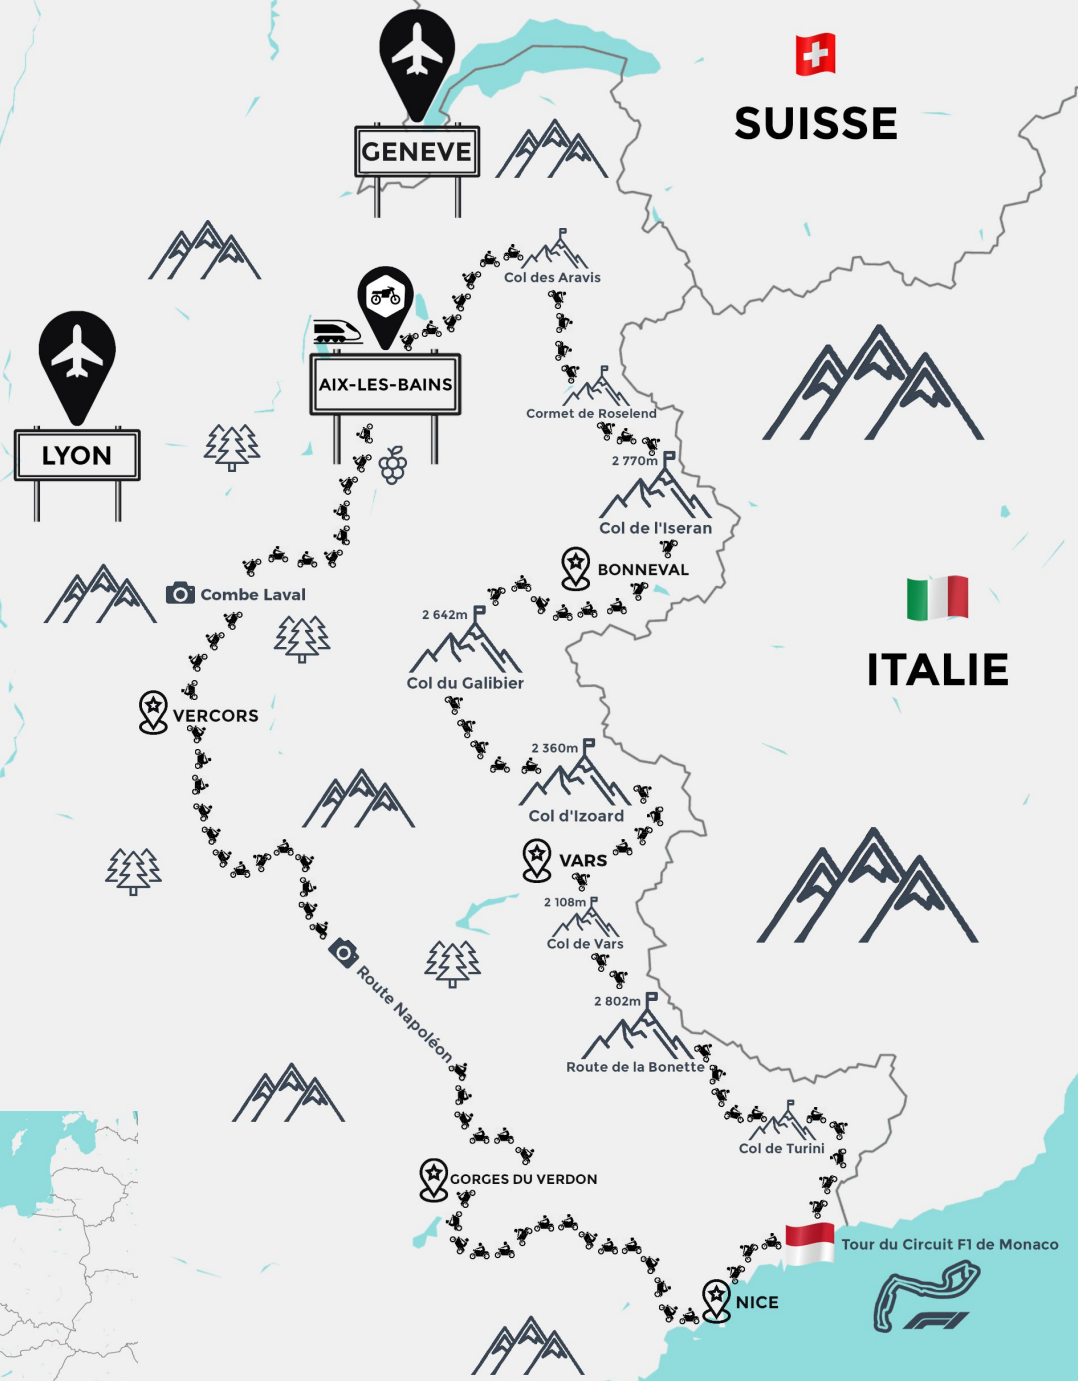 SUISSE
GENEVE
Col des Aravis
AIX-LES-BAINS
LYON
Cormet de Roselend
2 770m
Col de l'Iseran
BONNEVAL
Combe Laval
2 642m
Col du Galibier
ITALIE
VERCORS
2 360m
Col d'Izoard
VARS
2 108m
Col de Vars
Route Napoléon
2 802m
Route de la Bonette
Col de Turini
GORGES DU VERDON
Tour du Circuit F1 de Monaco
NICE